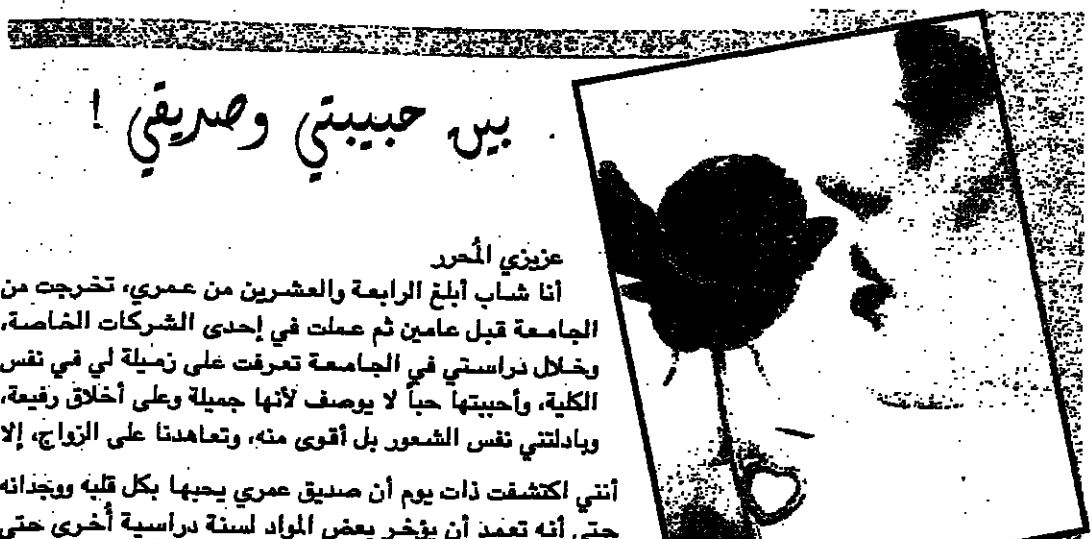 بين حبيبتي وصديقي !
عزيزي المُحرر
أنا شاب أبلغ الرابعة والعشرين من عمري، تخرجت من
الجامعة قبل عامين ثم عملت في إحدى الشركات الخاصة،
وخلال دراستي في الجامعة تعرفت على زميلة لي في نفس
الكلية، وأحببتها حباً لا يوصف لأنها جميلة وعلى أخلاق رفيعة،
وبادلتني نفس الشعور بل أقوى منه، وتعاهدنا على الزواج، إلا
أنني اكتشفت ذات يوم أن صديق عمري يحبها بكل قلبه ووجدانه
حتى أنه تعمد أن يؤخر بعض المواد لسنة دراسية أُخرى حتى